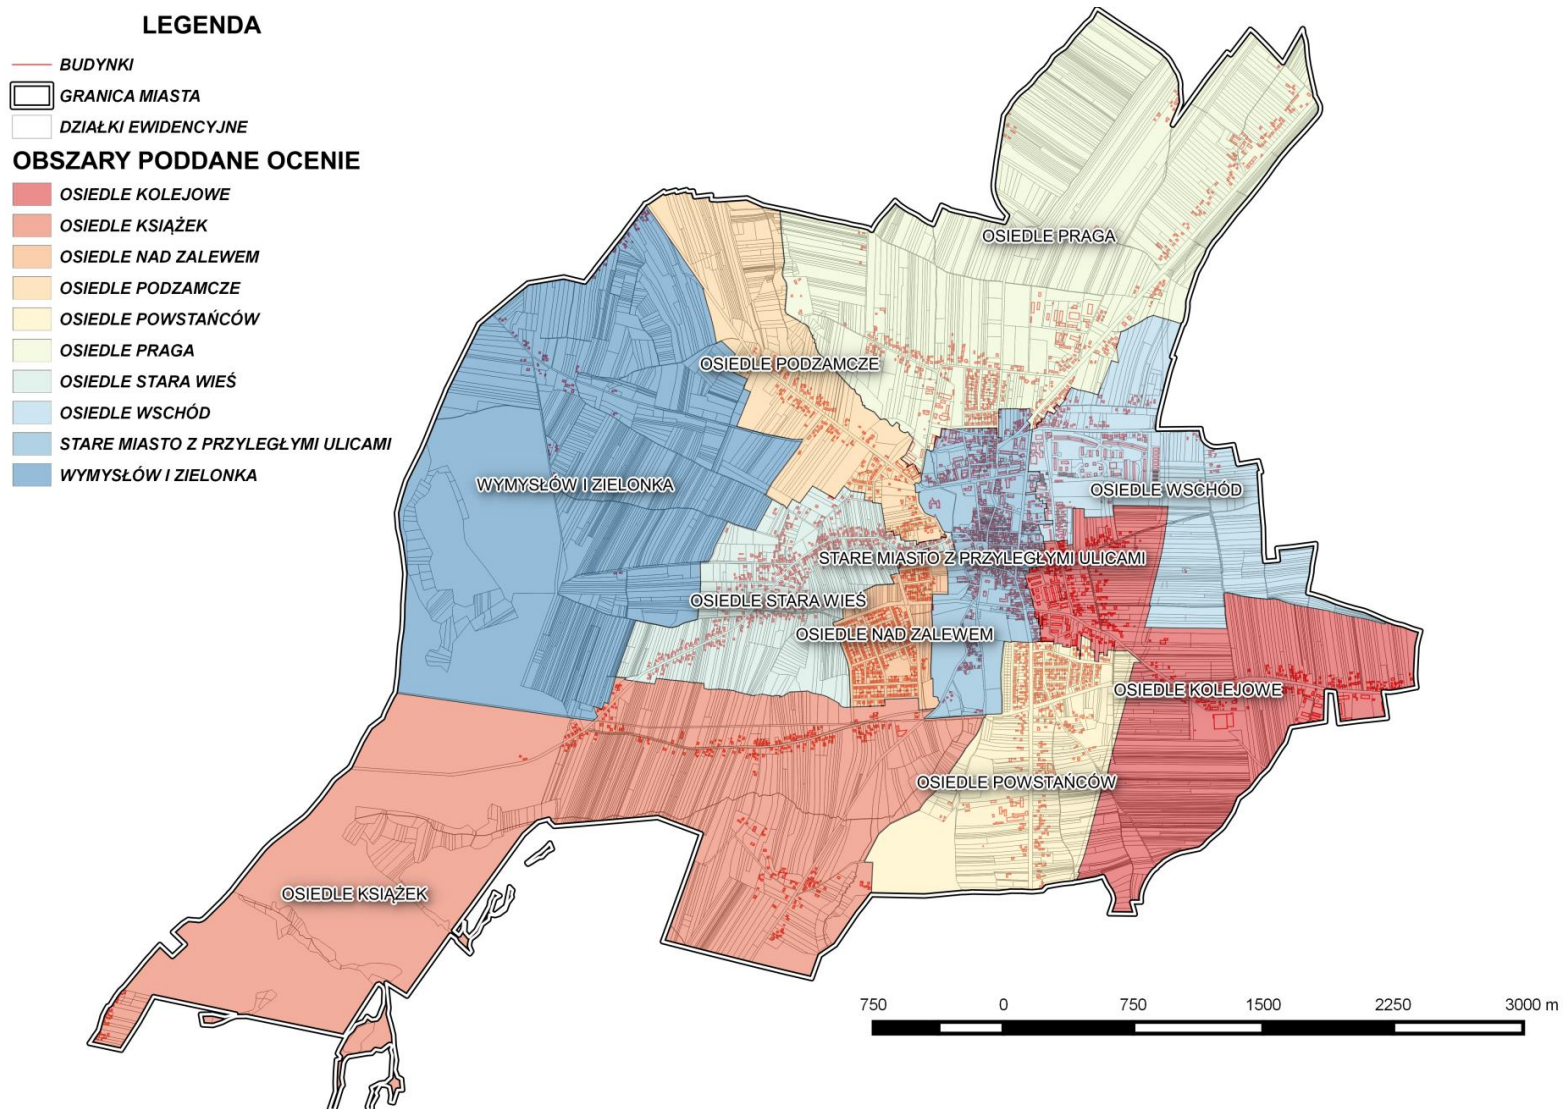 LEGENDA
BUDYNKI
GRANICA MIASTA
DZIAŁKI EWIDENCYJNE
OBSZARY PODDANE OCENIE
OSIEDLE KOLEJOWE
OSIEDLE KSIĄŻEK
OSIEDLE NAD ZALEWEM
OSIEDLE PODZAMCZE
OSIEDLE POWSTAŃCÓW
OSIEDLE PRAGA
OSIEDLE STARA WIEŚ
OSIEDLE WSCHÓD
STARE MIASTO Z PRZYLEGŁYMI ULICAMI
WYMYSŁÓW I ZIELONKA
OSIEDLE PRAGA
OSIEDLE PODZAMCZE
WYMYSŁÓW I ZIELONKA
OSIEDLE WSCHÓD
STARE MIASTO Z PRZYLEGŁYMI ULICAMI
OSIEDLE STARA WIEŚ
OSIEDLE NAD ZALEWEM
OSIEDLE KOLEJOWE
OSIEDLE POWSTAŃCÓW
OSIEDLE KSIĄŻEK
750 0 750 1500 2250 3000 m